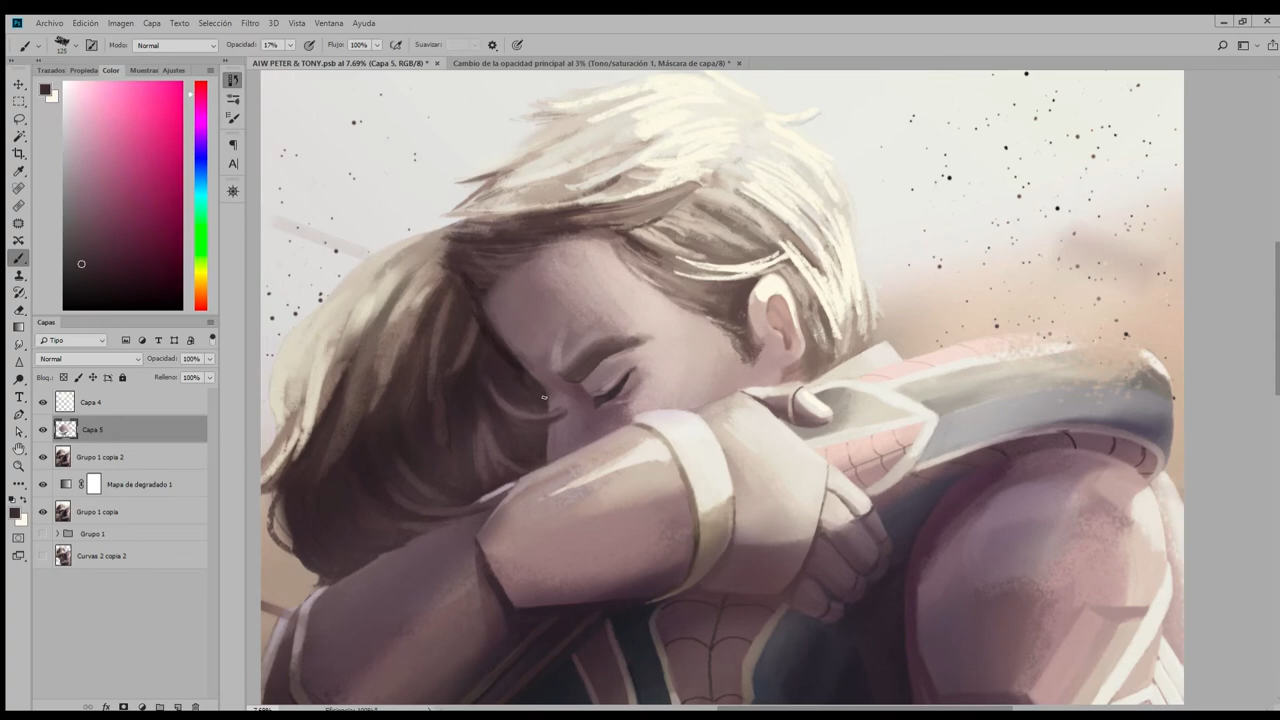 Ps Archivo Edición Imagen Capa Texto Selección Filtro 3D Vista Ventana Ayuda
125 Modo: Normal Opacidad: 17% Flujo: 100% Suavizar:
AIW PETER & TONY.psb al 7.69% (Capa 5, RGB/8) * × Cambio de la opacidad principal al 3% (Tono/saturación 1, Máscara de capa/8) * ×
Trazados Propieda Color Muestras Ajustes
Capas
Tipo
Normal Opacidad: 100%
Bloq.: Relleno: 100%
Capa 4
Capa 5
Grupo 1 copia 2
Mapa de degradado 1
Grupo 1 copia
Grupo 1
Curvas 2 copia 2